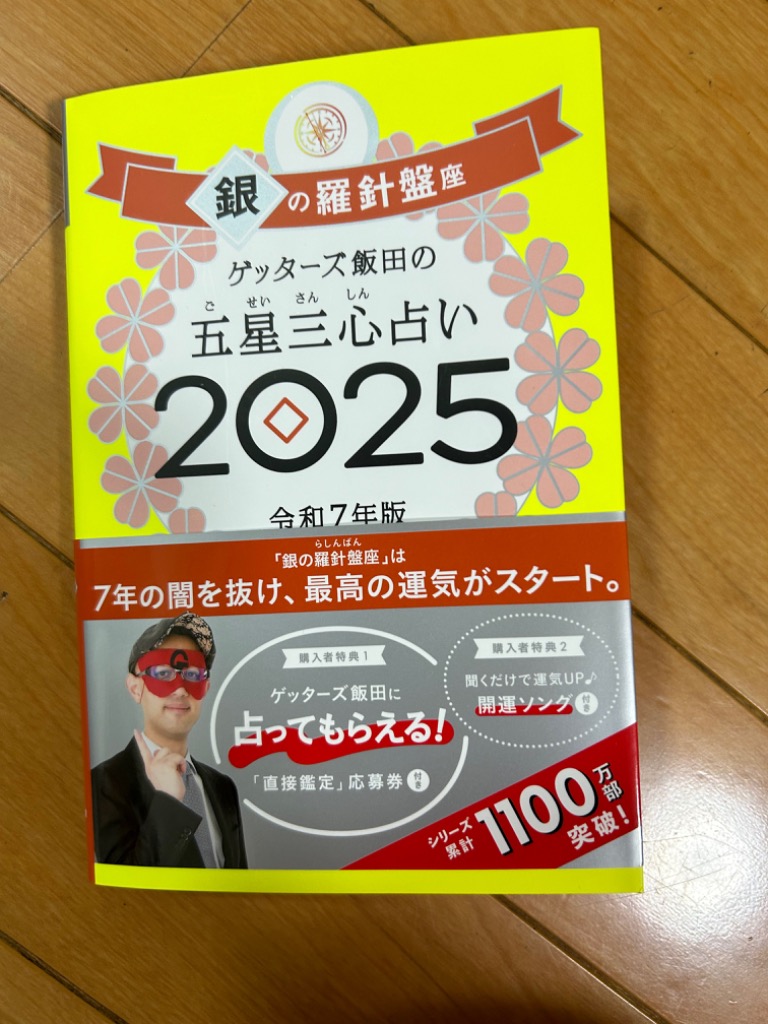 銀の羅針盤座
ゲッターズ飯田の
ごせいさんしん
五星三心占い
2025
令和7年版
らしんばん
「銀の羅針盤座」は
7年の闇を抜け、最高の運気がスタート。
G
購入者特典1
ゲッターズ飯田に
占ってもらえる!
「直接鑑定」応募券付き
購入者特典2
聞くだけで運気UP♪
開運ソング付き
シリーズ
累計
1100万部
突破!